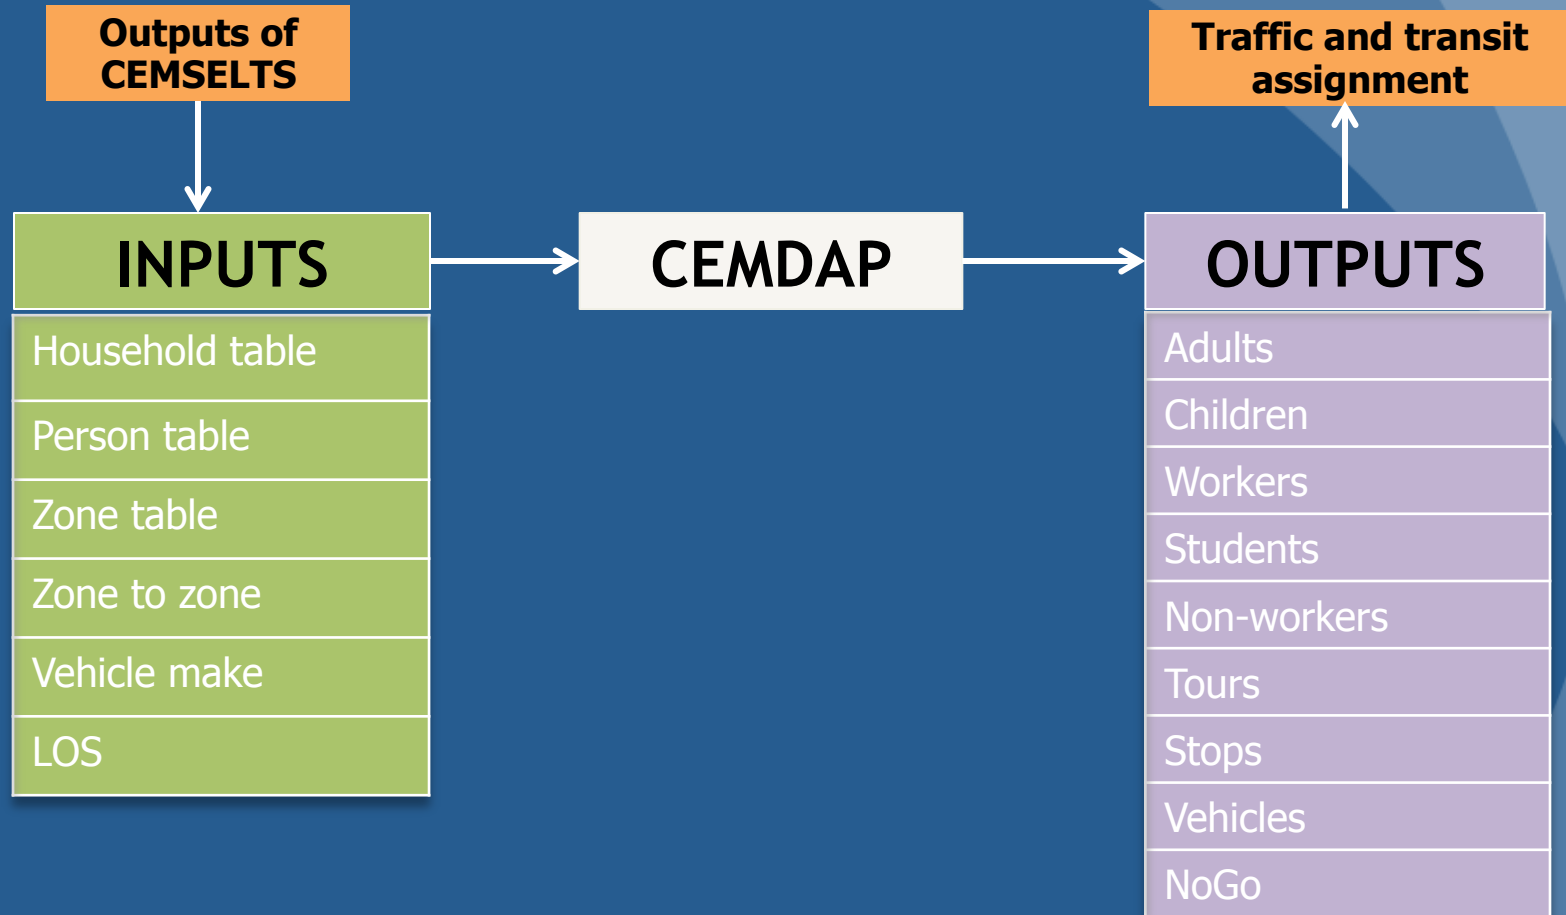 Outputs of
CEMSELTS
Traffic and transit
assignment
INPUTS
CEMDAP
OUTPUTS
Household table
Person table
Zone table
Zone to zone
Vehicle make
LOS
Adults
Children
Workers
Students
Non-workers
Tours
Stops
Vehicles
NoGo